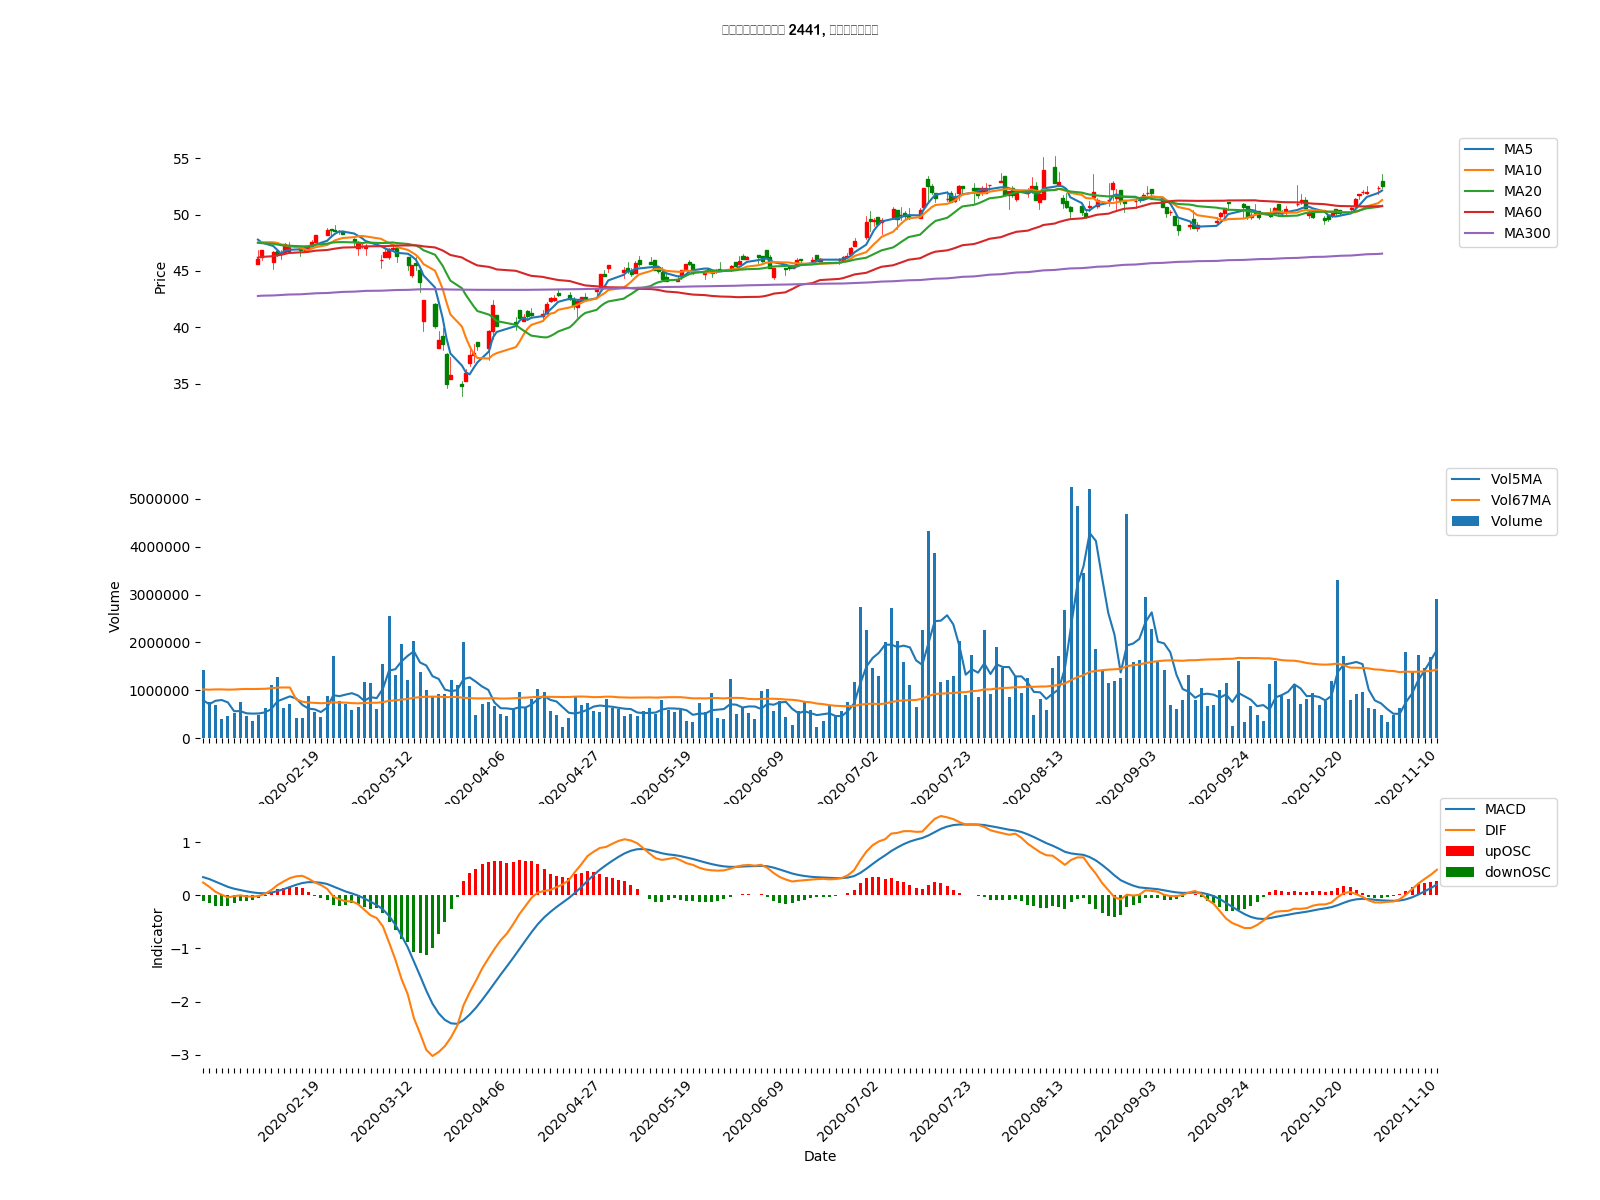 2441,
55
50
45
40
35
Price
MA5
MA10
MA20
MA60
MA300
5000000
4000000
3000000
2000000
1000000
0
Volume
Vol5MA
Vol67MA
Volume
2020-02-19 2020-03-12 2020-04-06 2020-04-27 2020-05-19 2020-06-09 2020-07-02 2020-07-23 2020-08-13 2020-09-03 2020-09-24 2020-10-20 2020-11-10
1
0
−1
−2
−3
Indicator
MACD
DIF
upOSC
downOSC
2020-02-19 2020-03-12 2020-04-06 2020-04-27 2020-05-19 2020-06-09 2020-07-02 2020-07-23 2020-08-13 2020-09-03 2020-09-24 2020-10-20 2020-11-10
Date